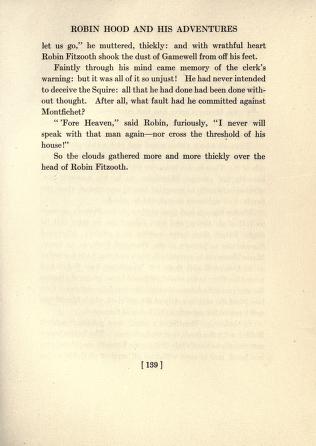 ROBIN HOOD AND HIS ADVENTURES
let us go," he muttered, thickly: and with wrathful heart
Robin Fitzooth shook the dust of Gamewell from off his feet.
Faintly through his mind came memory of the clerk's
warning: but it was all of it so unjust! He had never intended
to deceive the Squire: all that he had done had been done with-
out thought. After all, what fault had he committed against
Montfichet?
"'Fore Heaven," said Robin, furiously, "I never will
speak with that man again—nor cross the threshold of his
house!"
So the clouds gathered more and more thickly over the
head of Robin Fitzooth.
[139]